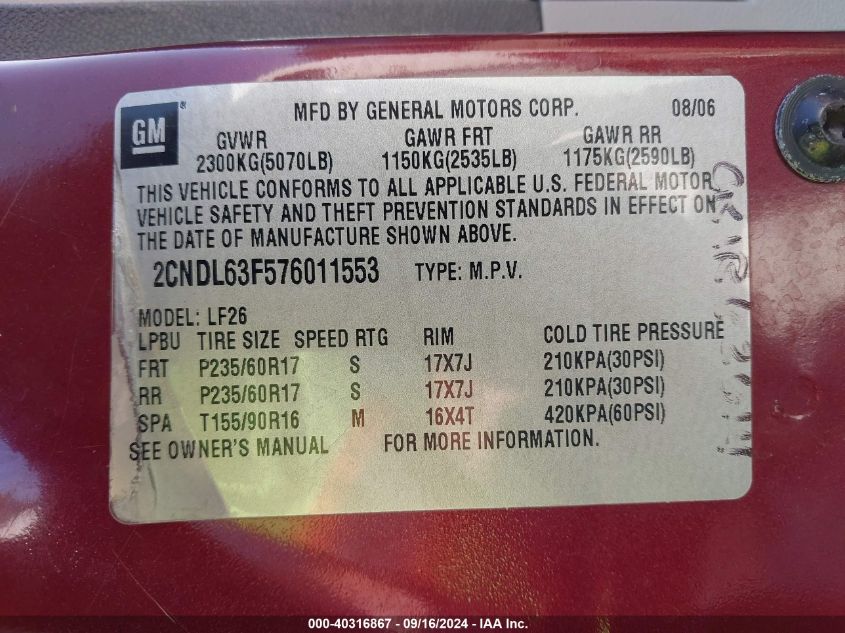 GM ®
MFD BY GENERAL MOTORS CORP. 08/06
GVWR GAWR FRT GAWR RR
2300KG(5070LB) 1150KG(2535LB) 1175KG(2590LB)
THIS VEHICLE CONFORMS TO ALL APPLICABLE U.S. FEDERAL MOTOR
VEHICLE SAFETY AND THEFT PREVENTION STANDARDS IN EFFECT ON
THE DATE OF MANUFACTURE SHOWN ABOVE.
2CNDL63F576011553 TYPE: M.P.V.
MODEL: LF26
LPBU TIRE SIZE SPEED RTG RIM COLD TIRE PRESSURE
FRT P235/60R17 S 17X7J 210KPA(30PSI)
RR P235/60R17 S 17X7J 210KPA(30PSI)
SPA T155/90R16 M 16X4T 420KPA(60PSI)
SEE OWNER'S MANUAL FOR MORE INFORMATION.
000-40316867 - 09/16/2024 - IAA Inc.